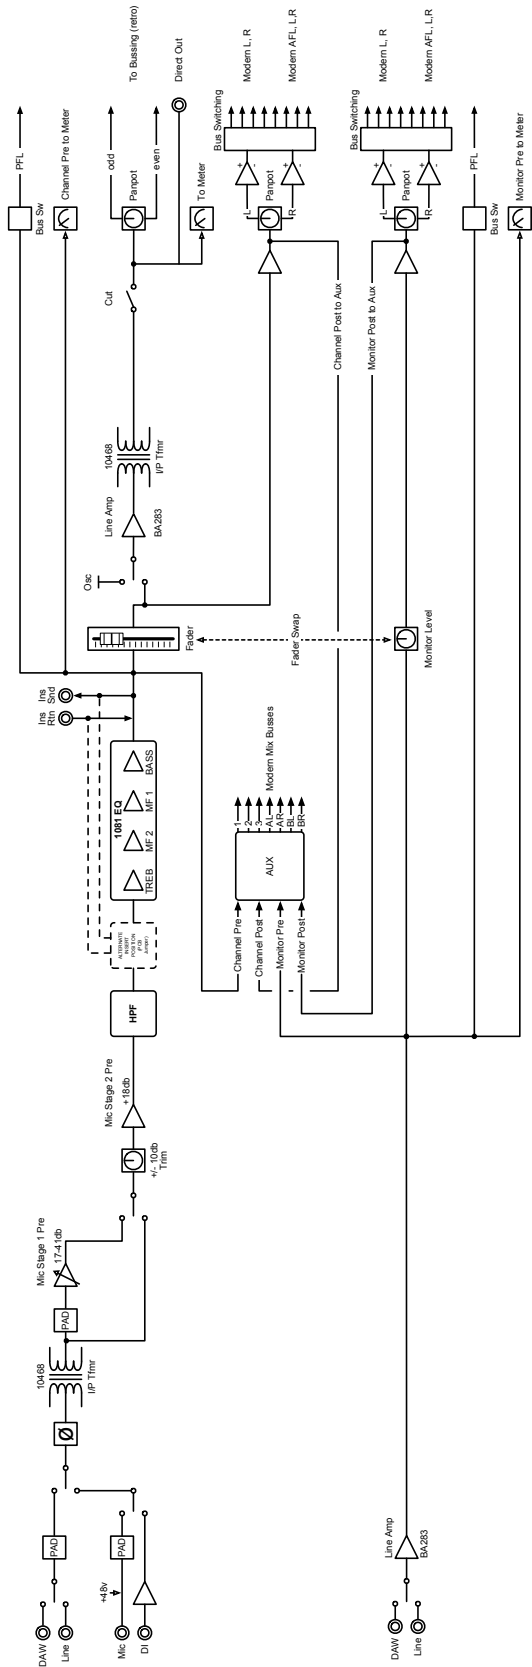 DAW
Line
PAD
+48v
Mic
PAD
DI
Ø
10468
I/P Tfmr
PAD
Mic Stage 1 Pre
17-41db
+/- 10db
Trim
Mic Stage 2 Pre
+18db
HPF
ALTERNATE
INSERT
POSITION
(PCB
Jumper)
1081 EQ
TREB
MF 2
MF 1
BASS
Ins
Rtn
Ins
Snd
Fader
Osc
Line Amp
BA283
10468
I/P Tfmr
Cut
PFL
Bus Sw
Channel Pre to Meter
odd
Panpot
even
To Bussing (retro)
Direct Out
To Meter
L
R
Panpot
+
-
+
-
Bus Switching
Modern L, R
Modern AFL, L,R
Channel Post to Aux
Channel Pre
Channel Post
Monitor Pre
Monitor Post
AUX
1
2
3
AL
AR
BL
BR
Modern Mix Busses
Fader Swap
Monitor Level
Monitor Post to Aux
L
R
Panpot
+
-
+
-
Bus Switching
Modern L, R
Modern AFL, L,R
PFL
Bus Sw
Monitor Pre to Meter
DAW
Line
Line Amp
BA283